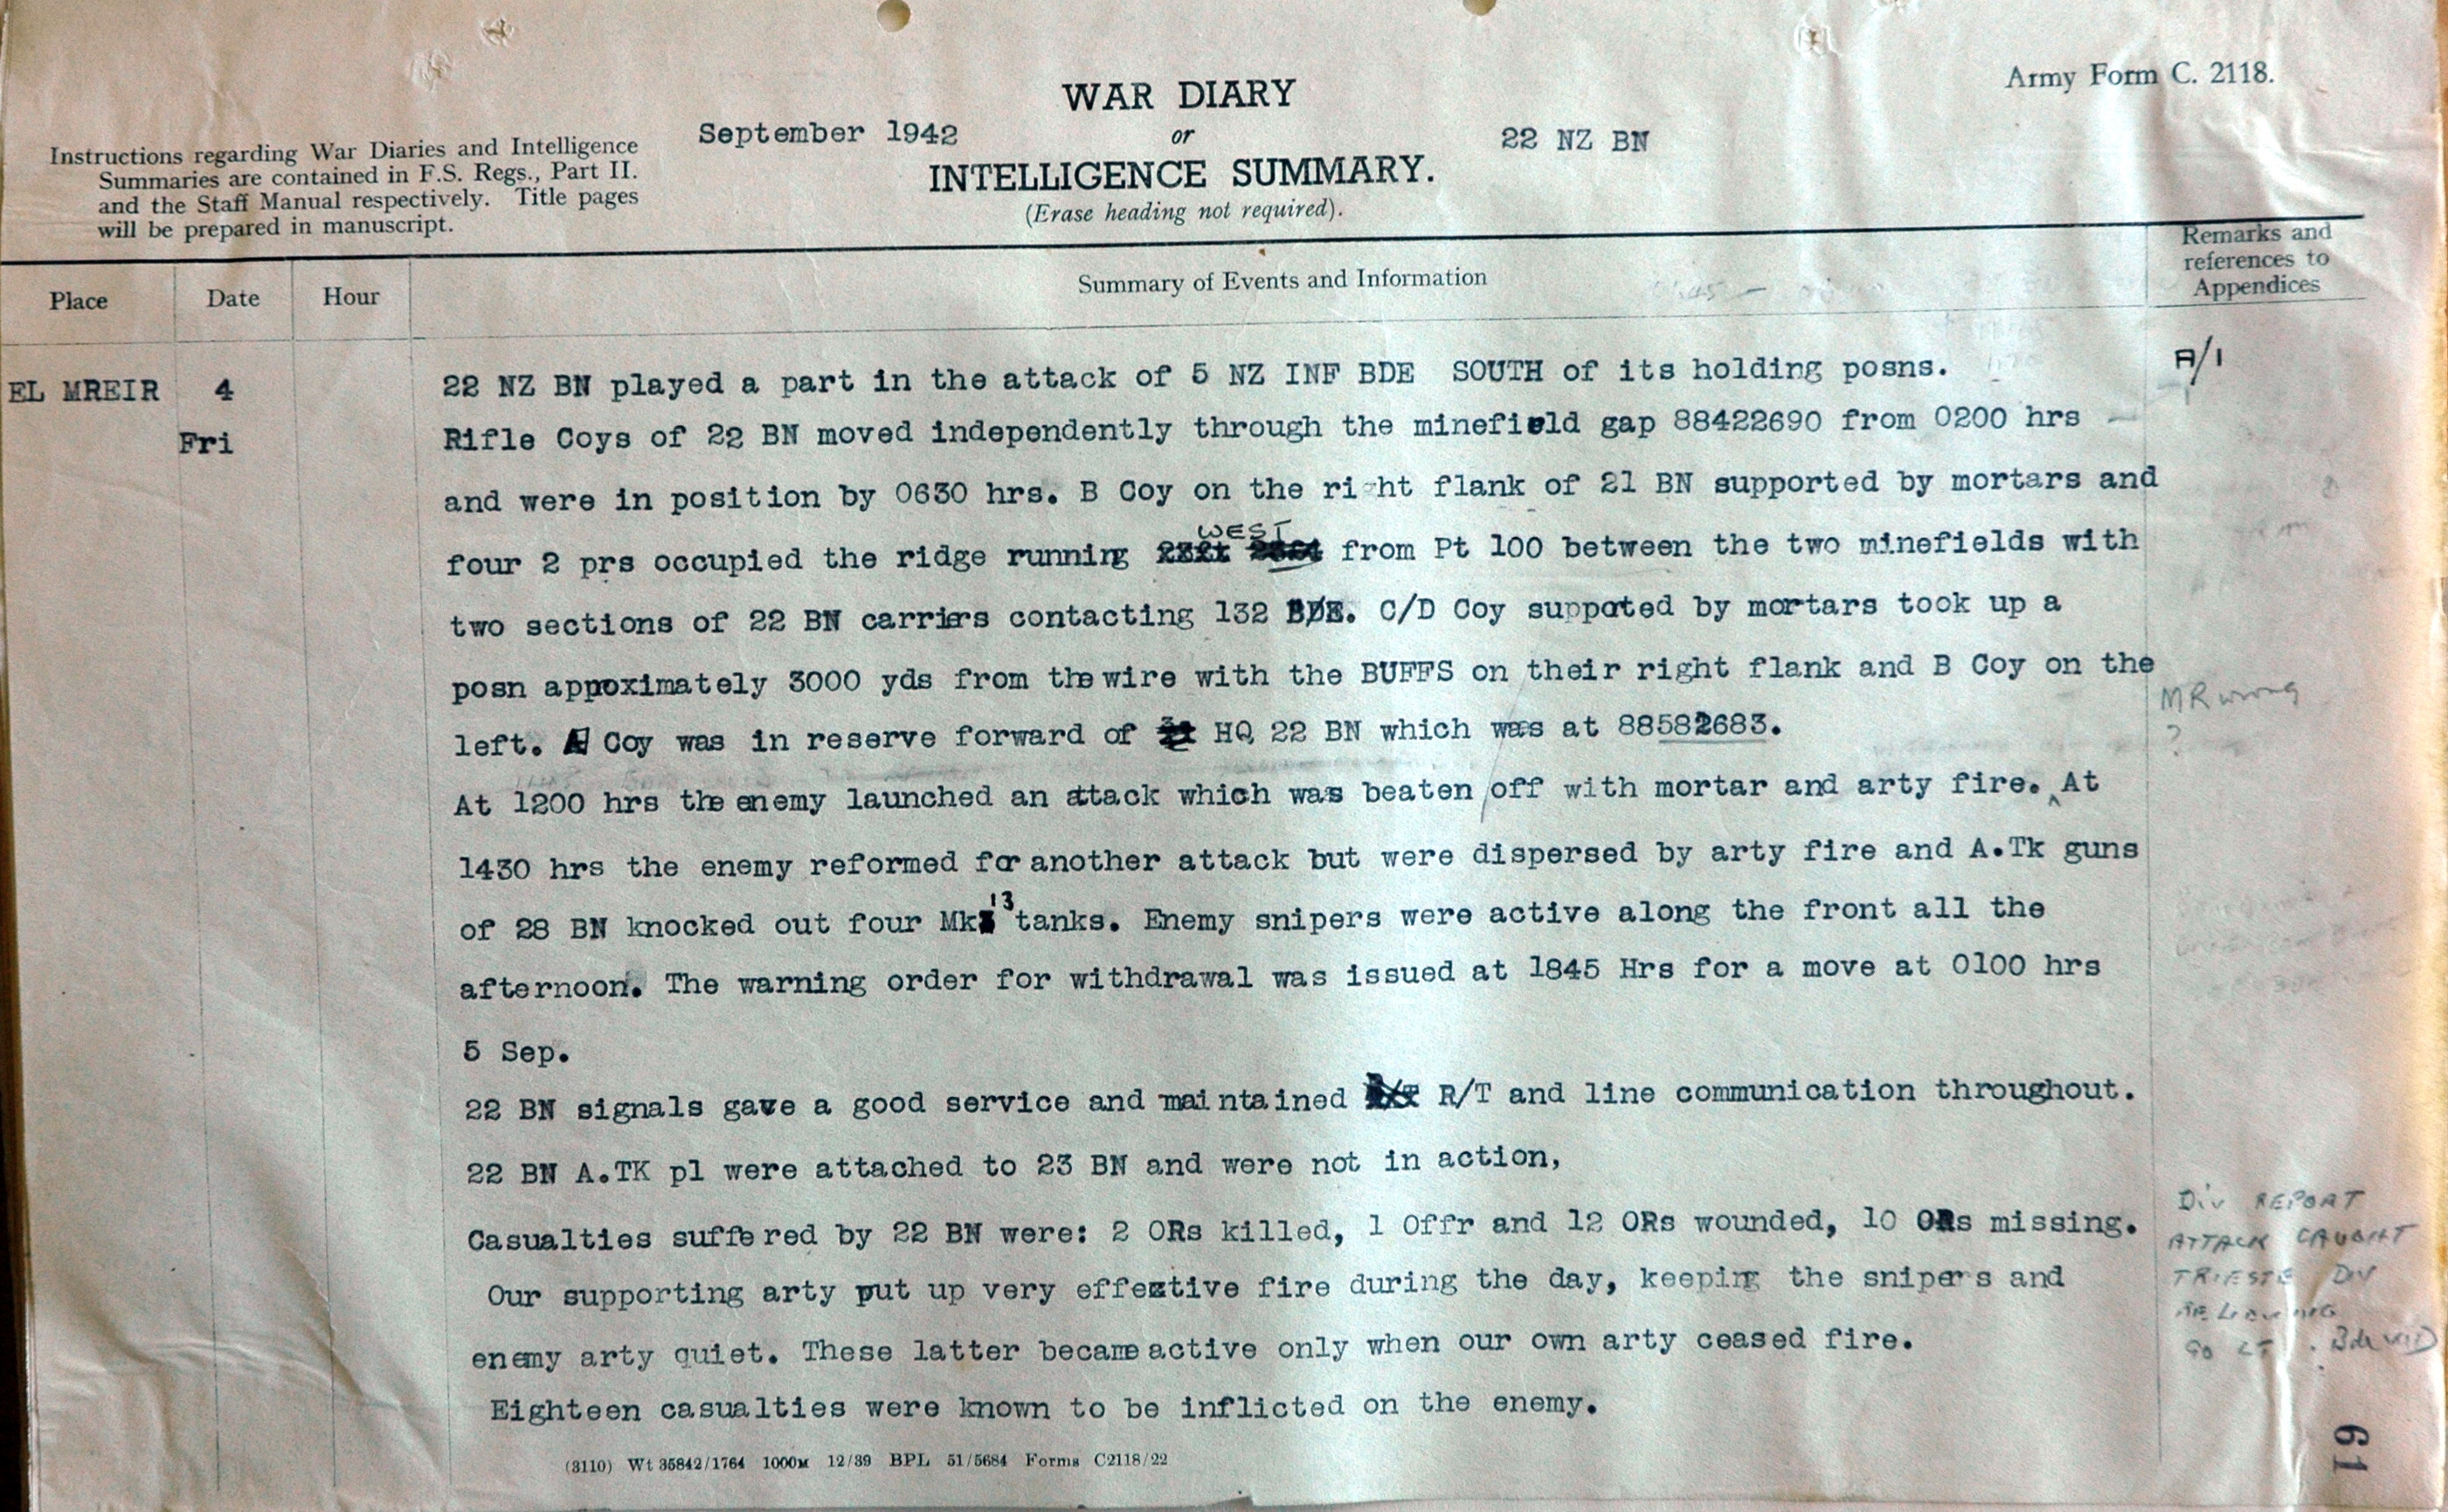 Army Form C. 2118.
WAR DIARY
September 1942
or
22 NZ BN
INTELLIGENCE SUMMARY.
(Erase heading not required).
Instructions regarding War Diaries and Intelligence
Summaries are contained in F.S. Regs., Part II.
and the Staff Manual respectively. Title pages
will be prepared in manuscript.
Place
Date
Hour
Summary of Events and Information
Remarks and
references to
Appendices
EL MREIR
4
Fri
A/1
22 NZ BN played a part in the attack of 5 NZ INF BDE SOUTH of its holding posns.
Rifle Coys of 22 BN moved independently through the minefield gap 88422690 from 0200 hrs
and were in position by 0630 hrs. B Coy on the right flank of 21 BN supported by mortars and
WEST
four 2 prs occupied the ridge running from Pt 100 between the two minefields with
two sections of 22 BN carriers contacting 132 BDE. C/D Coy suppoted by mortars took up a
posn appoximately 3000 yds from the wire with the BUFFS on their right flank and B Coy on the
left. A Coy was in reserve forward of HQ 22 BN which was at 88582683.
MR wrong
?
At 1200 hrs the enemy launched an attack which was beaten off with mortar and arty fire. At
1430 hrs the enemy reformed for another attack but were dispersed by arty fire and A.Tk guns
13
of 28 BN knocked out four Mk tanks. Enemy snipers were active along the front all the
afternoon. The warning order for withdrawal was issued at 1845 Hrs for a move at 0100 hrs
5 Sep.
22 BN signals gave a good service and maintained R/T and line communication throughout.
22 BN A.TK pl were attached to 23 BN and were not in action,
Casualties suffered by 22 BN were: 2 ORs killed, 1 Offr and 12 ORs wounded, 10 ORs missing.
Our supporting arty put up very effective fire during the day, keeping the snipers and
enemy arty quiet. These latter became active only when our own arty ceased fire.
Eighteen casualties were known to be inflicted on the enemy.
Div REPORT
ATTACK CAUGHT
TRIESTE DIV
RELIEVING
90 LT
(3110) Wt 35842/1764 1000M 12/39 BPL 51/5684 Forms C2118/22
61